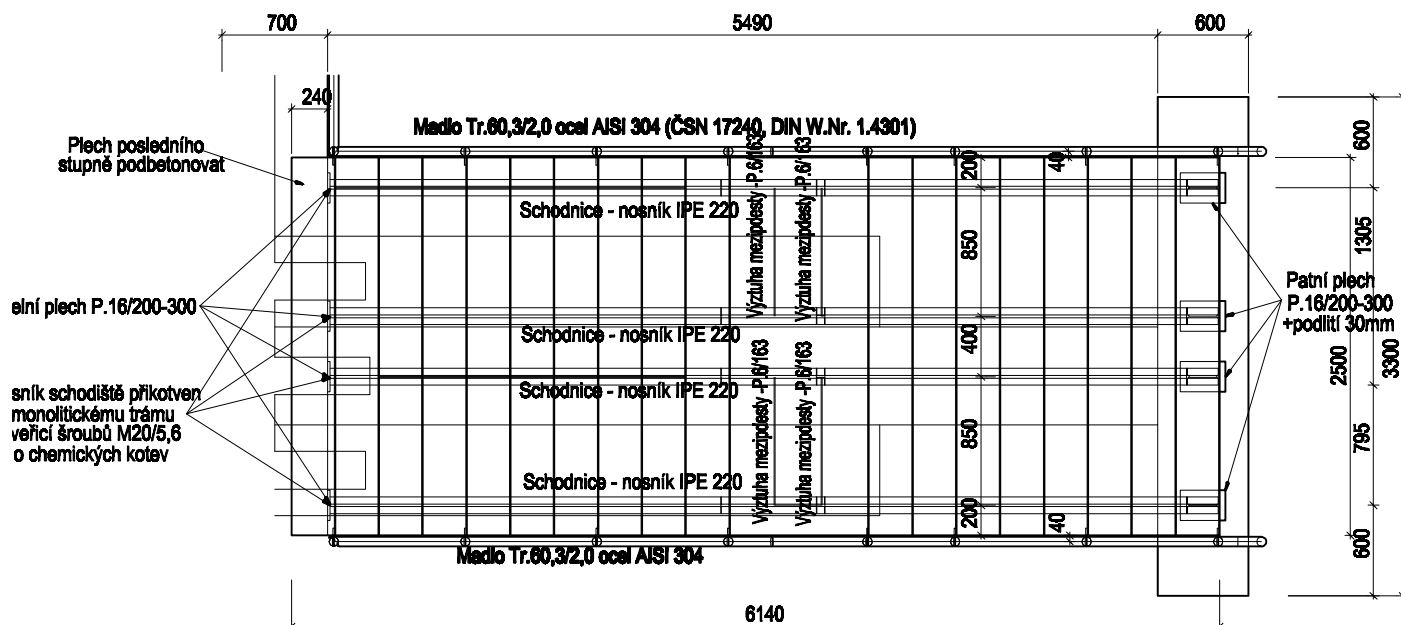 700
5490
600
240
Madlo Tr.60,3/2,0 ocel AISI 304 (ČSN 17240, DIN W.Nr. 1.4301)
Plech posledního
stupně podbetonovat
Schodnice - nosník IPE 220
elní plech P.16/200-300
Schodnice - nosník IPE 220
Schodnice - nosník IPE 220
sník schodiště přikotven
monolitickému trámu
veřicí šroubů M20/5,6
o chemických kotev
Schodnice - nosník IPE 220
Madlo Tr.60,3/2,0 ocel AISI 304
Výztuha mezipdesty -P.6/163
Výztuha mezipdesty -P.6/163
Výztuha mezipdesty -P.6/163
Výztuha mezipdesty -P.6/163
200
850
400
850
200
40
40
Patní plech
P.16/200-300
+podlití 30mm
2500
600
1305
795
600
3300
6140